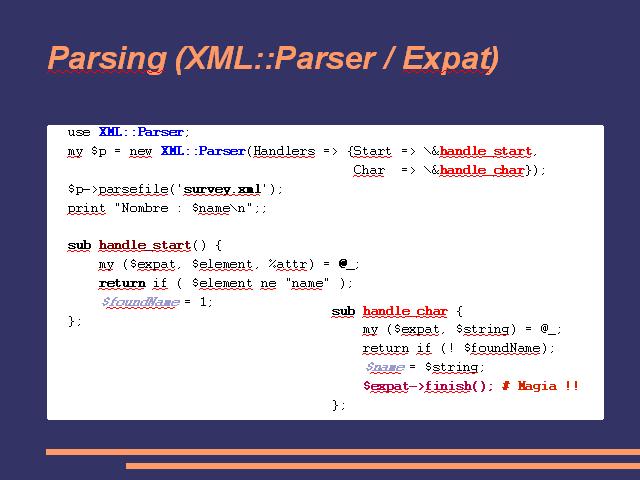 Parsing (XML::Parser / Expat)
use XML::Parser;
my $p = new XML::Parser(Handlers => {Start => \&handle_start,
Char => \&handle_char});
$p->parsefile('survey.xml');
print "Nombre : $name\n";;
sub handle_start() {
my ($expat, $element, %attr) = @_;
return if ( $element ne "name" );
$foundName = 1;
};
sub handle_char {
my ($expat, $string) = @_;
return if (! $foundName);
$name = $string;
$expat->finish(); # Magia !!
};